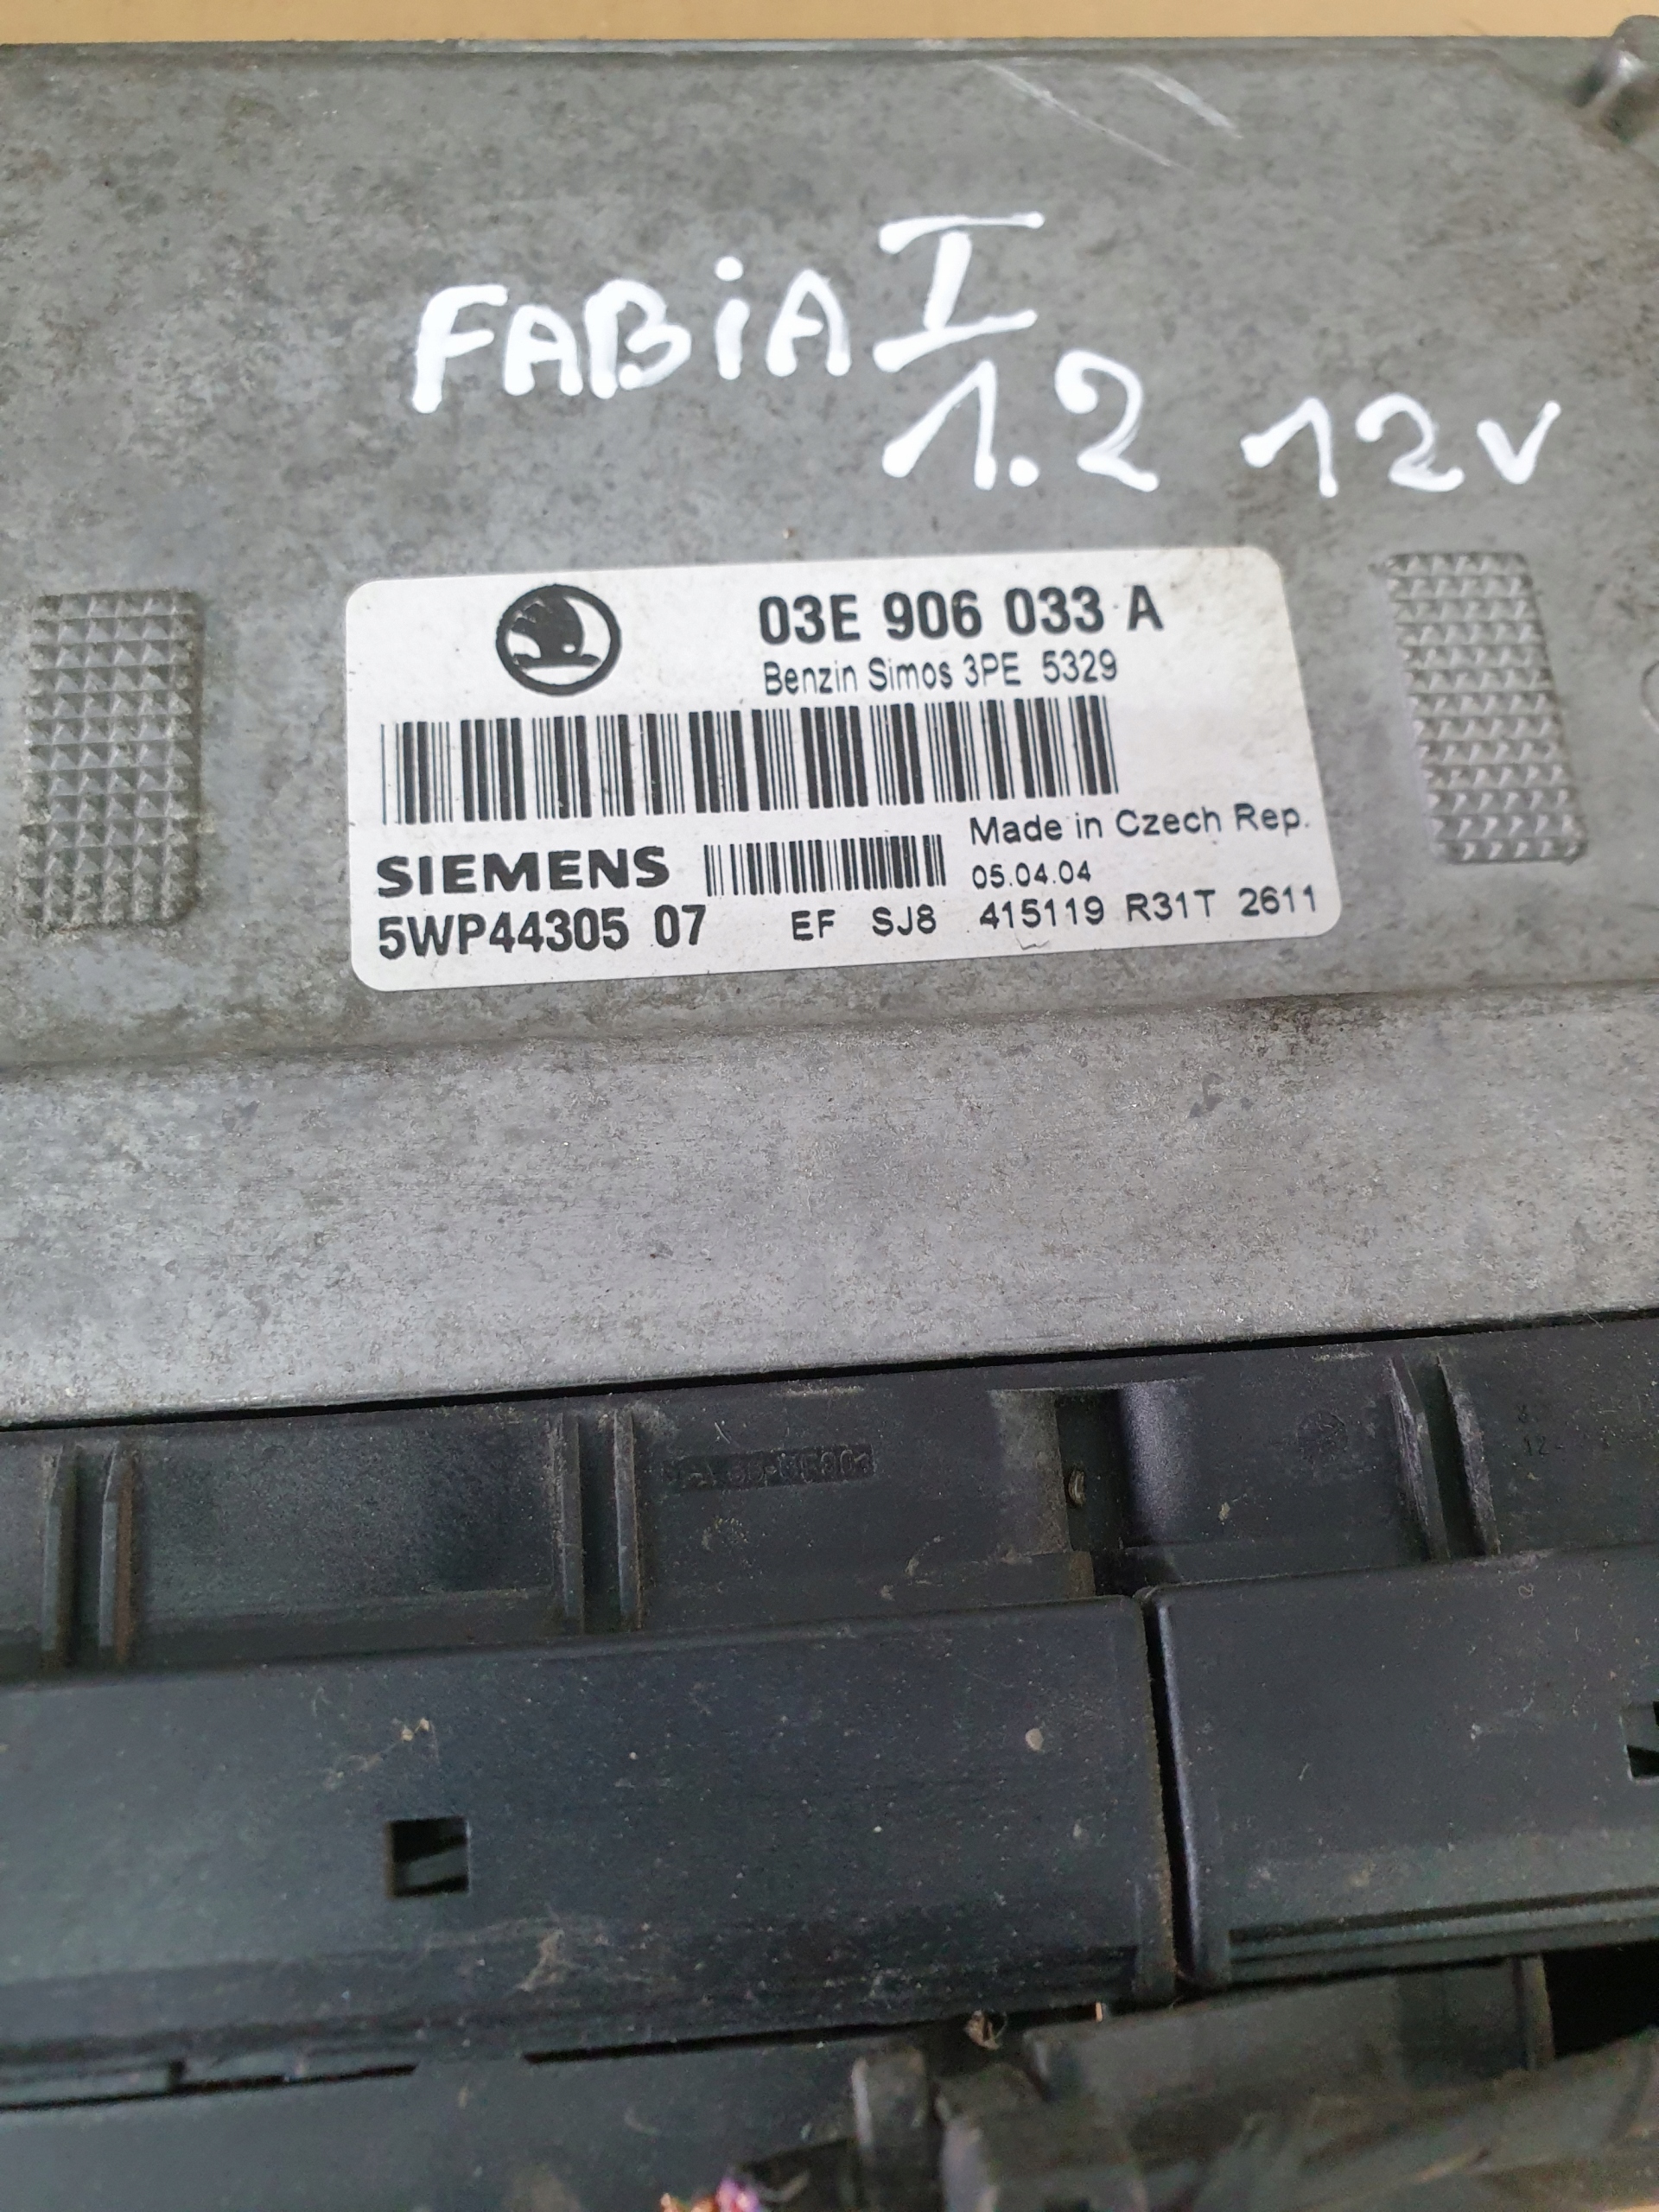 FABiA I
1.2 12v
03E 906 033 A
Benzin Simos 3PE 5329
Made in Czech Rep.
SIEMENS
05.04.04
5WP44305 07 EF SJ8 415119 R31T 2611